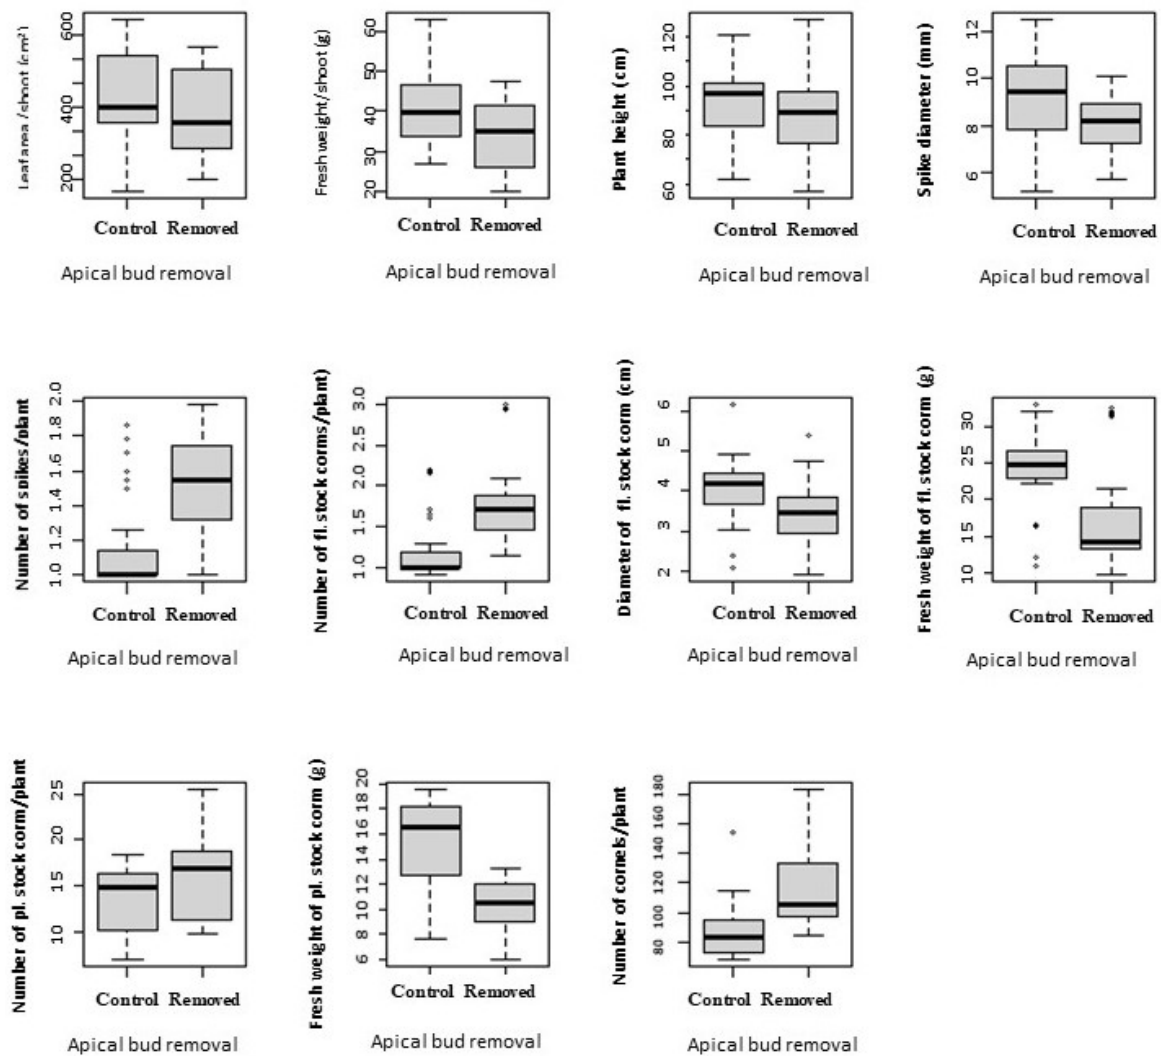 Leaf area /shoot (cm²)
600
400
200
Control Removed
Apical bud removal
Fresh weight/shoot (g)
60
50
40
30
20
Control Removed
Apical bud removal
Plant height (cm)
120
100
80
60
Control Removed
Apical bud removal
Spike diameter (mm)
12
10
8
6
Control Removed
Apical bud removal
Number of spikes/plant
2.0
1.8
1.6
1.4
1.2
1.0
Control Removed
Apical bud removal
Number of fl. stock corms/plant)
3.0
2.5
2.0
1.5
1.0
Control Removed
Apical bud removal
Diameter of fl. stock corm (cm)
6
5
4
3
2
Control Removed
Apical bud removal
Fresh weight of fl. stock corm (g)
30
25
20
15
10
Control Removed
Apical bud removal
Number of pl. stock corm/plant
25
20
15
10
Control Removed
Apical bud removal
Fresh weight of pl. stock corm (g)
20
18
16
14
12
10
8
6
Control Removed
Apical bud removal
Number of cornels/plant
180
160
140
120
100
80
Control Removed
Apical bud removal